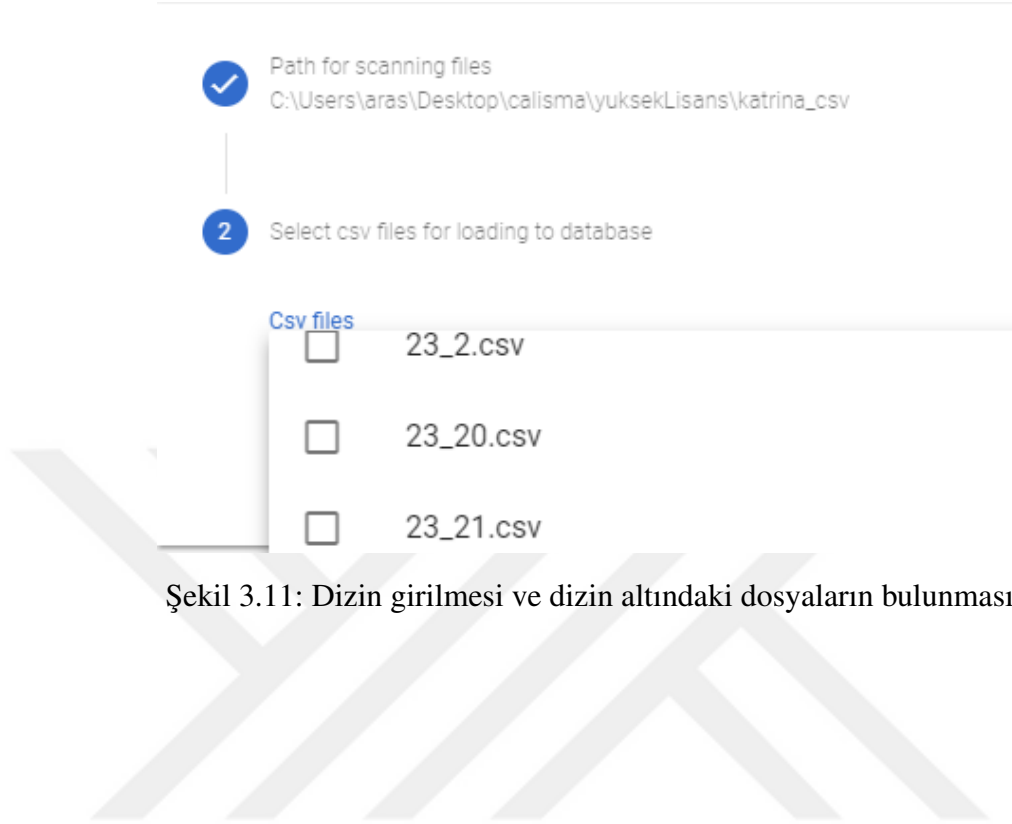 Path for scanning files
C:\Users\aras\Desktop\calisma\yuksekLisans\katrina_csv
2
Select csv files for loading to database
Csv files
23_2.csv
23_20.csv
23_21.csv
Şekil 3.11: Dizin girilmesi ve dizin altındaki dosyaların bulunması